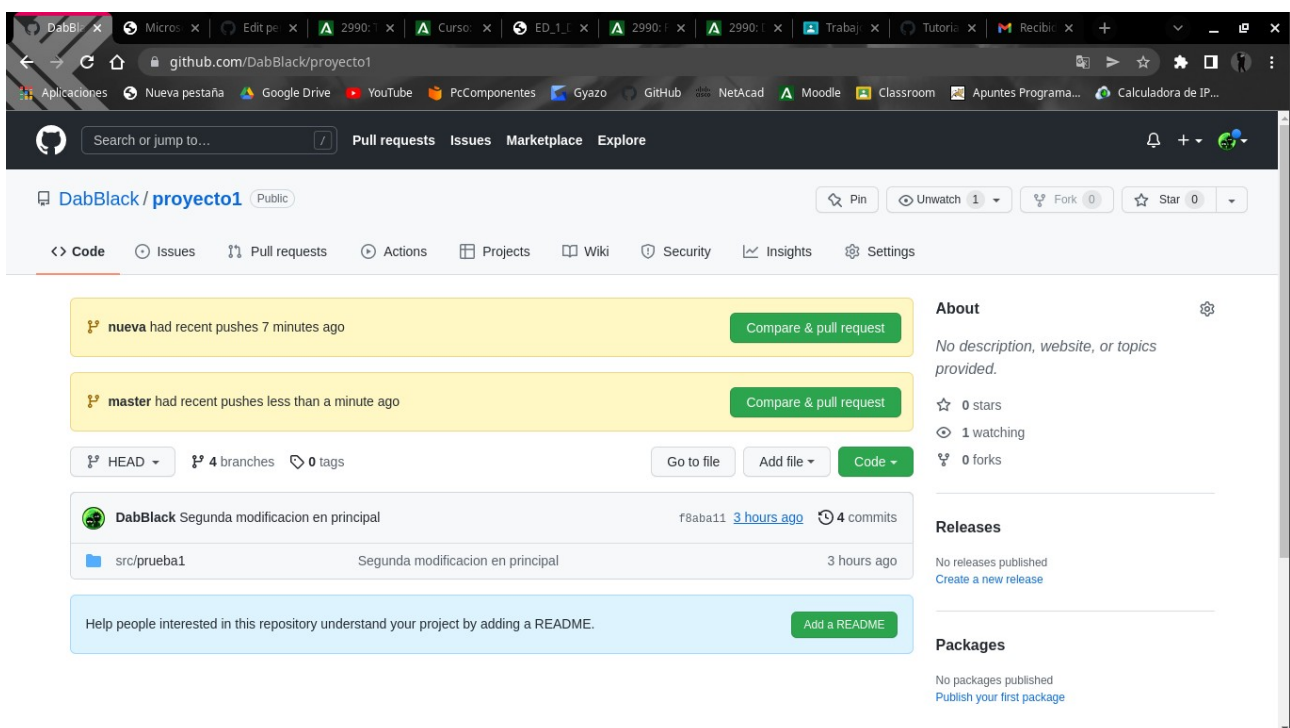 DabBla Micros Edit pe 2990: T Curso: ED_1_D 2990: 2990: Trabaj Tutoria Recibic
github.com/DabBlack/proyecto1
Aplicaciones Nueva pestaña Google Drive YouTube PcComponentes Gyazo GitHub NetAcad Moodle Classroom Apuntes Programa... Calculadora de IP...
Search or jump to... / Pull requests Issues Marketplace Explore
DabBlack / proyecto1 Public Pin Unwatch 1 Fork 0 Star 0
<> Code Issues Pull requests Actions Projects Wiki Security Insights Settings
nueva had recent pushes 7 minutes ago Compare & pull request
master had recent pushes less than a minute ago Compare & pull request
HEAD 4 branches 0 tags Go to file Add file Code
DabBlack Segunda modificacion en principal f8aba11 3 hours ago 4 commits
src/prueba1 Segunda modificacion en principal 3 hours ago
Help people interested in this repository understand your project by adding a README. Add a README
About
No description, website, or topics
provided.
0 stars
1 watching
0 forks
Releases
No releases published
Create a new release
Packages
No packages published
Publish your first package